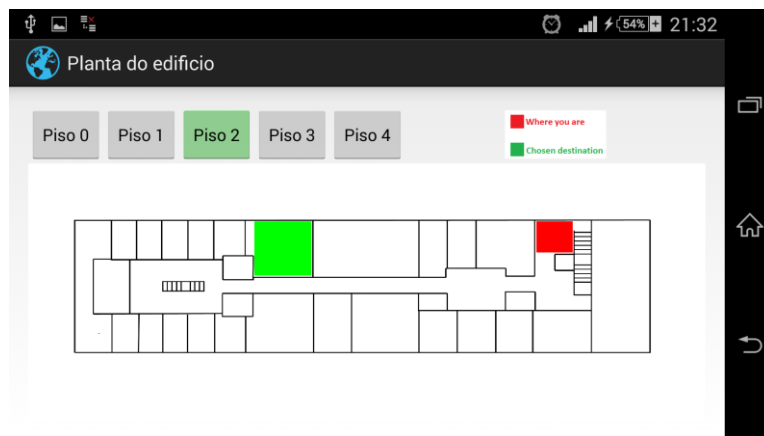 54% 21:32
Planta do edificio
Piso 0 Piso 1 Piso 2 Piso 3 Piso 4
Where you are
Chosen destination